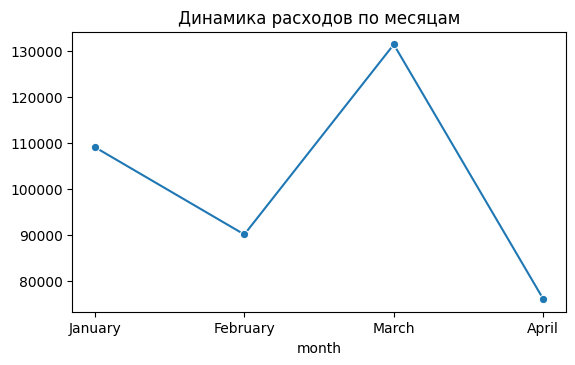 Динамика расходов по месяцам
130000
120000
110000
100000
90000
80000
January February March April
month